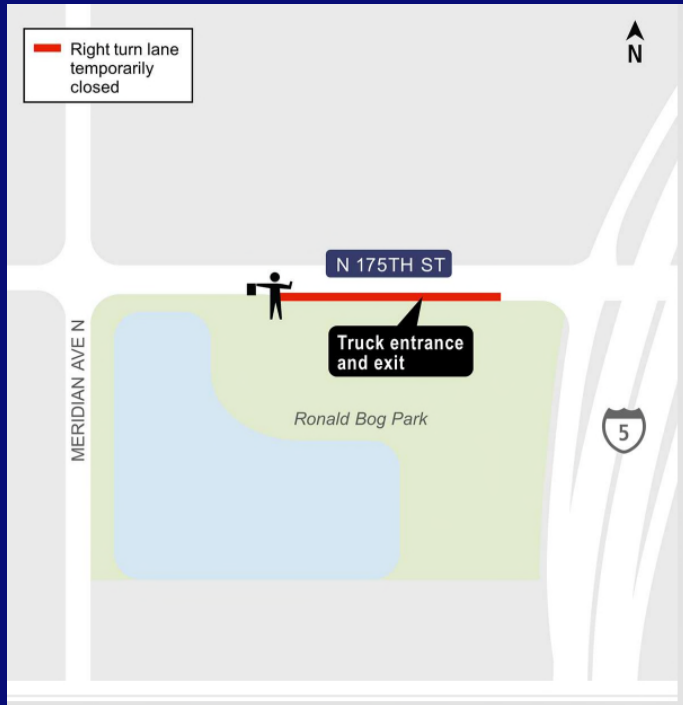 Right turn lane
temporarily
closed
N
N 175TH ST
Truck entrance
and exit
MERIDIAN AVE N
Ronald Bog Park
5